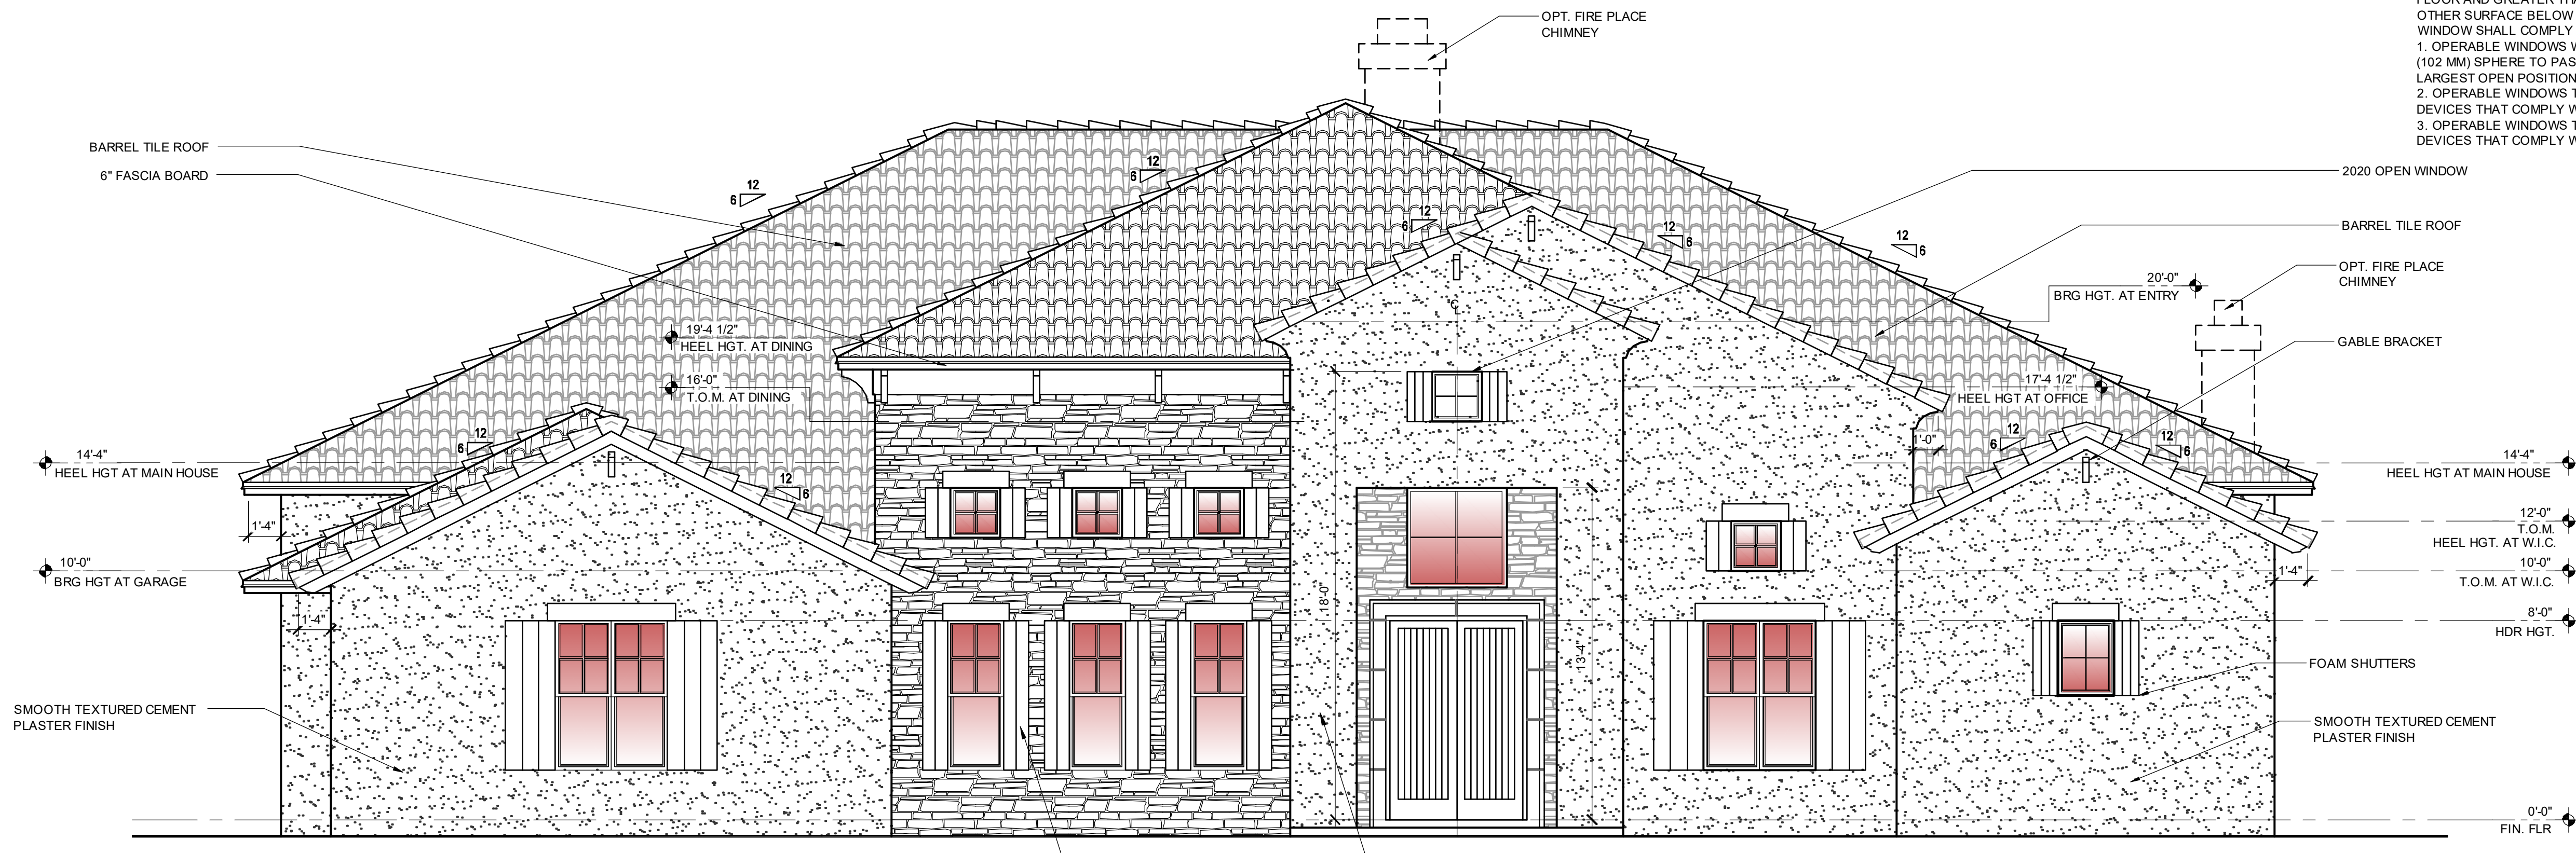 FLOOR AND GREATER
OTHER SURFACE BELOW
WINDOW SHALL COMPLY
1. OPERABLE WINDOWS
(102 MM) SPHERE TO
LARGEST OPEN POSITION
2. OPERABLE WINDOWS
DEVICES THAT COMPLY
3. OPERABLE WINDOWS
DEVICES THAT COMPLY
OPT. FIRE PLACE
CHIMNEY
BARREL TILE ROOF
6" FASCIA BOARD
12
6
12
6
12
6
12
6
12
6
2020 OPEN WINDOW
BARREL TILE ROOF
OPT. FIRE PLACE
CHIMNEY
20'-0"
BRG HGT. AT ENTRY
GABLE BRACKET
C
19'-4 1/2"
HEEL HGT. AT DINING
16'-0"
T.O.M. AT DINING
17'-4 1/2"
HEEL HGT AT OFFICE
14'-4"
HEEL HGT AT MAIN HOUSE
12
6
12
6
1'-0"
12
6
12
6
14'-4"
HEEL HGT AT MAIN HOUSE
1'-4"
12'-0"
T.O.M.
HEEL HGT. AT W.I.C.
10'-0"
BRG HGT AT GARAGE
10'-0"
T.O.M. AT W.I.C.
1'-4"
1'-4"
18'-0"
13'-4"
8'-0"
HDR HGT.
FOAM SHUTTERS
SMOOTH TEXTURED CEMENT
PLASTER FINISH
SMOOTH TEXTURED CEMENT
PLASTER FINISH
0'-0"
FIN. FLR